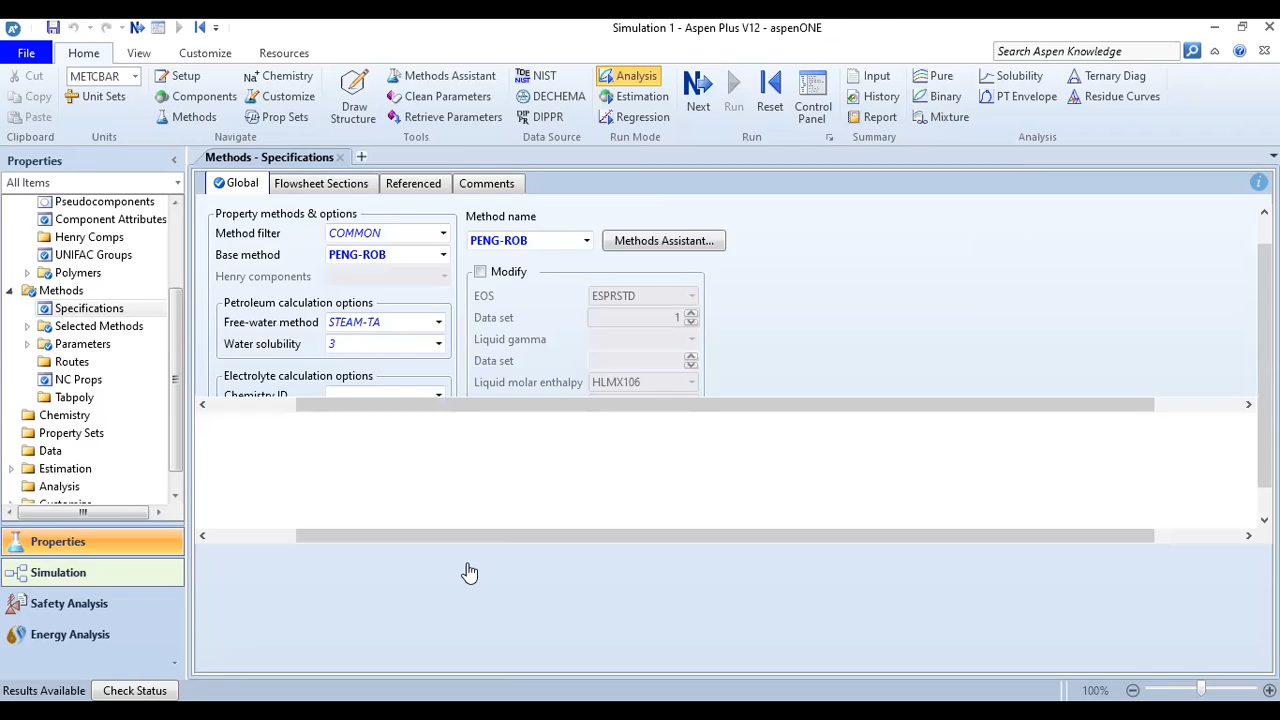 Simulation 1 - Aspen Plus V12 - aspenONE
File Home View Customize Resources Search Aspen Knowledge
Cut METCBAR Setup Chemistry Methods Assistant NIST Analysis Input Pure Solubility Ternary Diag
Copy Unit Sets Components Customize Clean Parameters DECHEMA Estimation History Binary PT Envelope Residue Curves
Paste Methods Prop Sets Draw Structure Retrieve Parameters DIPPR Regression Next Run Reset Control Panel Report Mixture
Clipboard Units Navigate Tools Data Source Run Mode Run Summary Analysis
Properties
All Items
Pseudocomponents
Component Attributes
Henry Comps
UNIFAC Groups
Polymers
Methods
Specifications
Selected Methods
Parameters
Routes
NC Props
Tabpoly
Chemistry
Property Sets
Data
Estimation
Analysis
Customize
Properties
Simulation
Safety Analysis
Energy Analysis
Methods - Specifications
Global Flowsheet Sections Referenced Comments
Property methods & options
Method filter COMMON
Base method PENG-ROB
Henry components
Petroleum calculation options
Free-water method STEAM-TA
Water solubility 3
Electrolyte calculation options
Chemistry ID
Method name
PENG-ROB Methods Assistant...
Modify
EOS ESPRSTD
Data set 1
Liquid gamma
Data set
Liquid molar enthalpy HLMX106
Results Available Check Status 100%